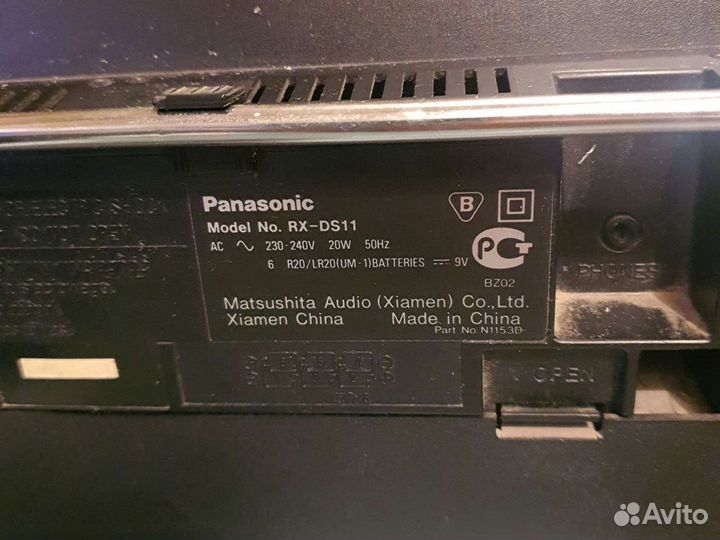 Panasonic
B
Model No. RX-DS11
AC 230-240V 20W 50Hz
6 R20/LR20(UM-1)BATTERIES 9V
PCT
BZ02
PHONES
Matsushita Audio (Xiamen) Co., Ltd.
Xiamen China Made in China
Part No. N1153D-
OPEN
Avito